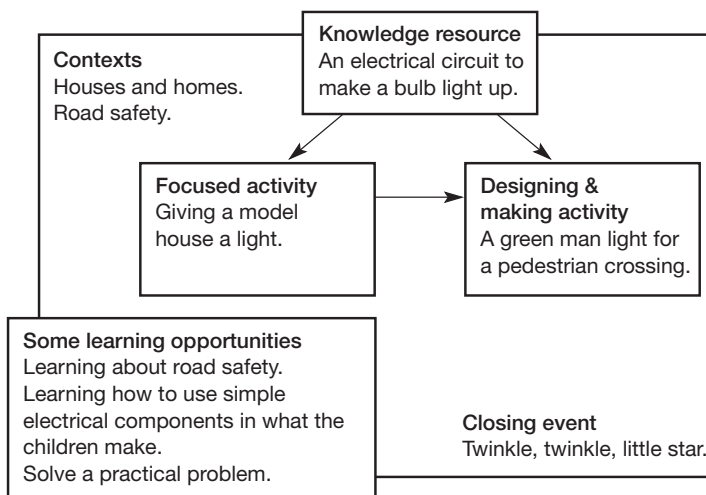 Knowledge resource
An electrical circuit to
make a bulb light up.
Contexts
Houses and homes.
Road safety.
Focused activity
Giving a model
house a light.
Designing &
making activity
A green man light for
a pedestrian crossing.
Some learning opportunities
Learning about road safety.
Learning how to use simple
electrical components in what the
children make.
Solve a practical problem.
Closing event
Twinkle, twinkle, little star.